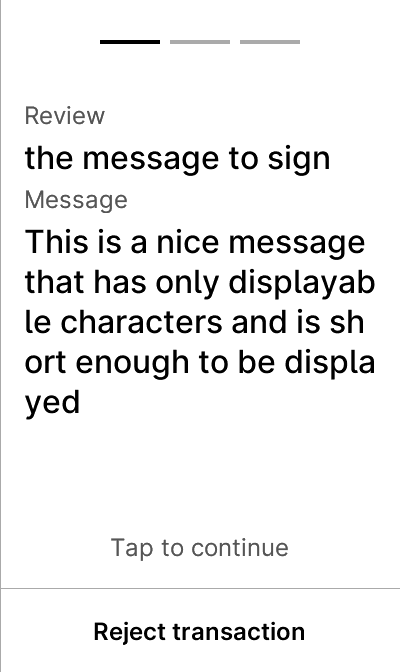 Review
the message to sign
Message
This is a nice message
that has only displayab
le characters and is sh
ort enough to be displa
yed
Tap to continue
Reject transaction